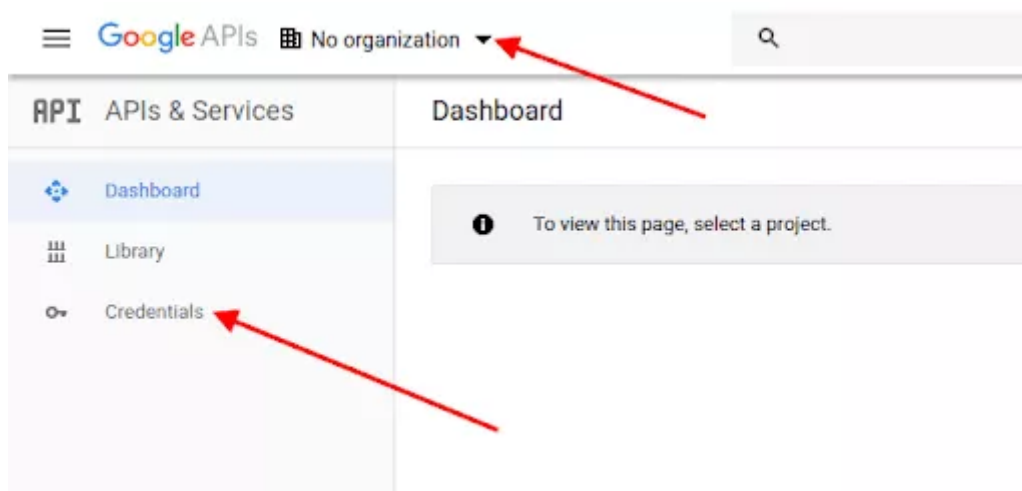 Google APIs No organization
API APIs & Services
Dashboard
Dashboard
Library
Credentials
To view this page, select a project.